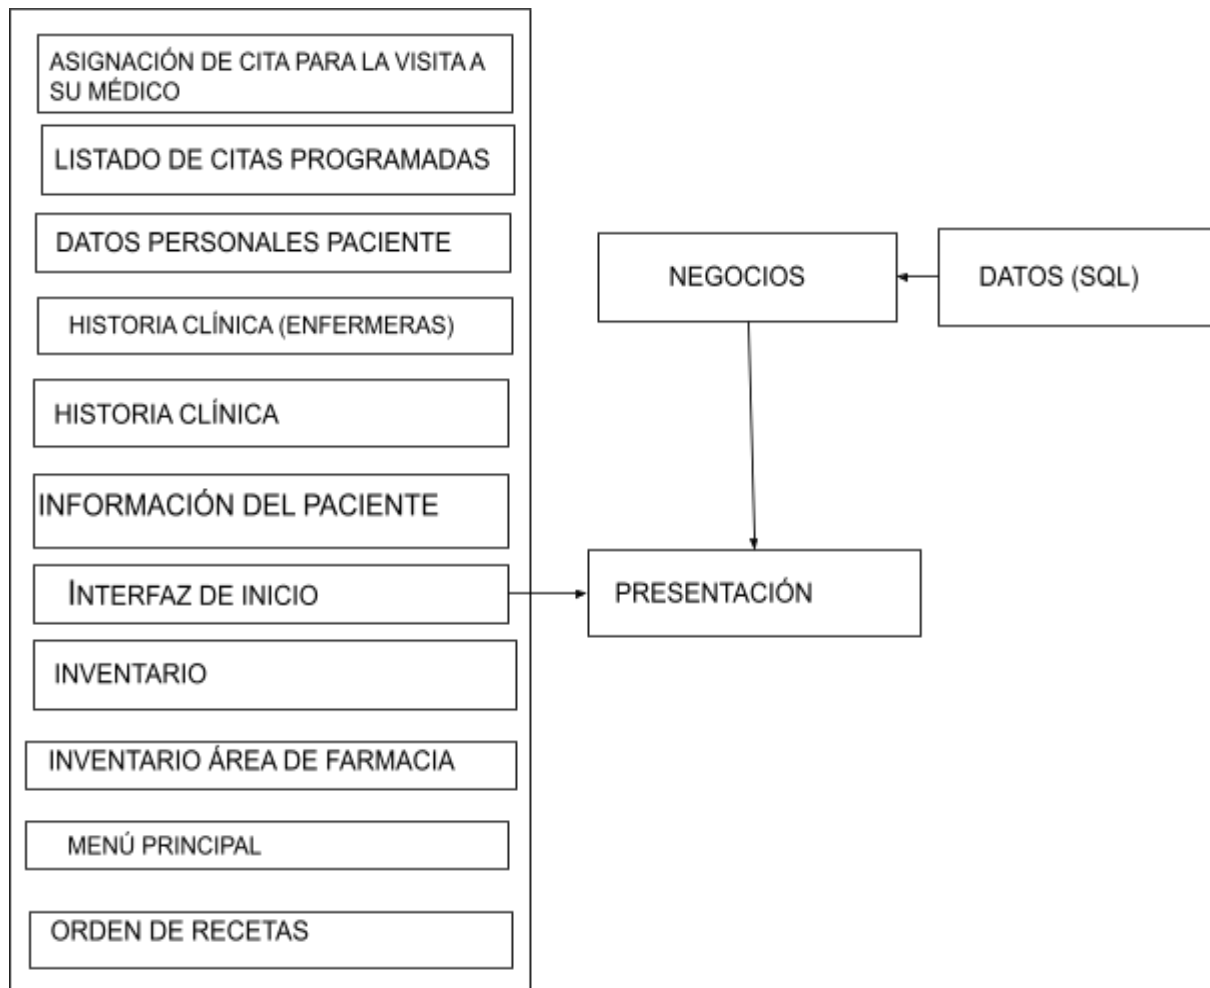 ASIGNACIÓN DE CITA PARA LA VISITA A
SU MÉDICO
LISTADO DE CITAS PROGRAMADAS
DATOS PERSONALES PACIENTE
HISTORIA CLÍNICA (ENFERMERAS)
HISTORIA CLÍNICA
INFORMACIÓN DEL PACIENTE
INTERFAZ DE INICIO
INVENTARIO
INVENTARIO ÁREA DE FARMACIA
MENÚ PRINCIPAL
ORDEN DE RECETAS
NEGOCIOS
DATOS (SQL)
PRESENTACIÓN